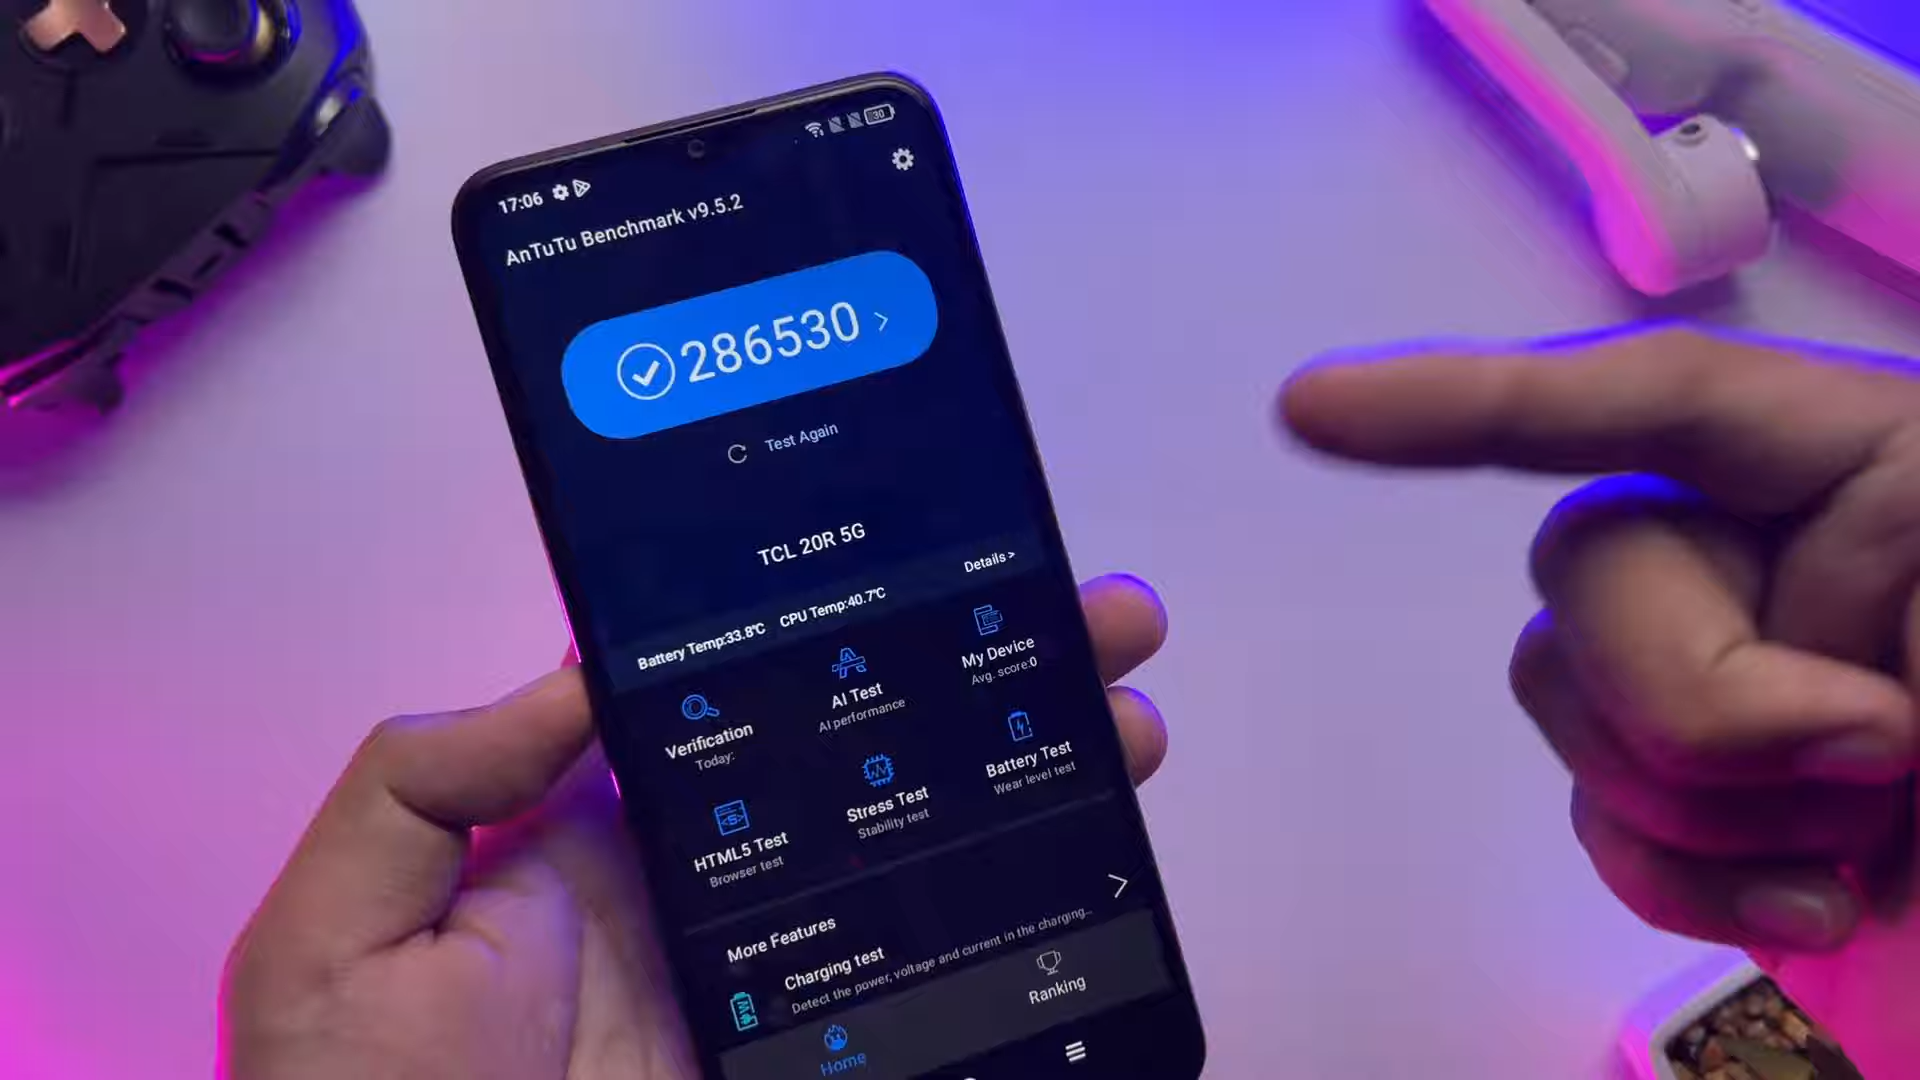 17:06
30
AnTuTu Benchmark v9.5.2
286530 >
Test Again
TCL 20R 5G
Battery Temp:33.8℃ CPU Temp:40.7℃ Details >
Verification
Today:
AI Test
AI performance
My Device
Avg. score:0
HTML5 Test
Browser test
Stress Test
Stability test
Battery Test
Wear level test
More Features
Charging test
Detect the power, voltage and current in the charging...
Home
Ranking